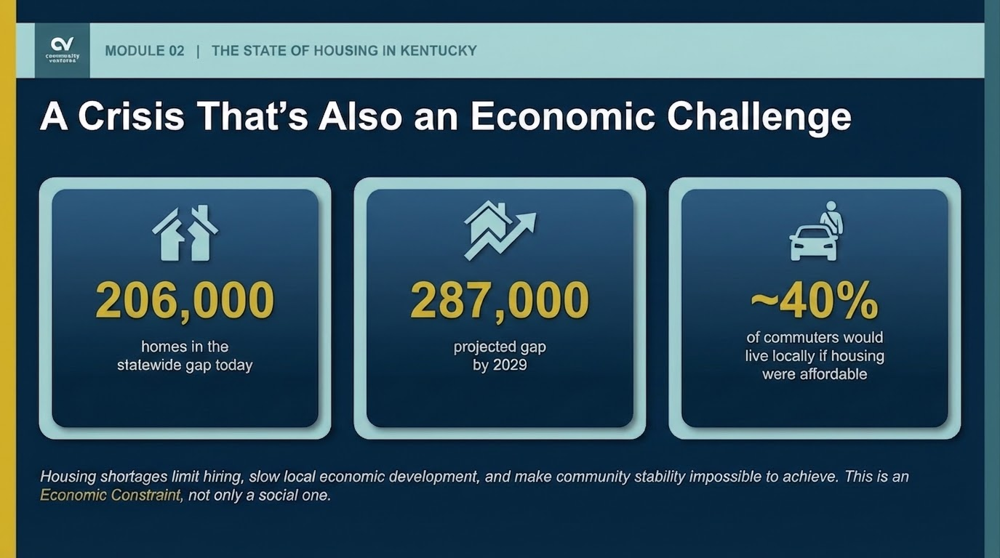 MODULE 02 | THE STATE OF HOUSING IN KENTUCKY
A Crisis That's Also an Economic Challenge
206,000
homes in the
statewide gap today
287,000
projected gap
by 2029
~40%
of commuters would
live locally if housing
were affordable
Housing shortages limit hiring, slow local economic development, and make community stability impossible to achieve. This is an
Economic Constraint, not only a social one.